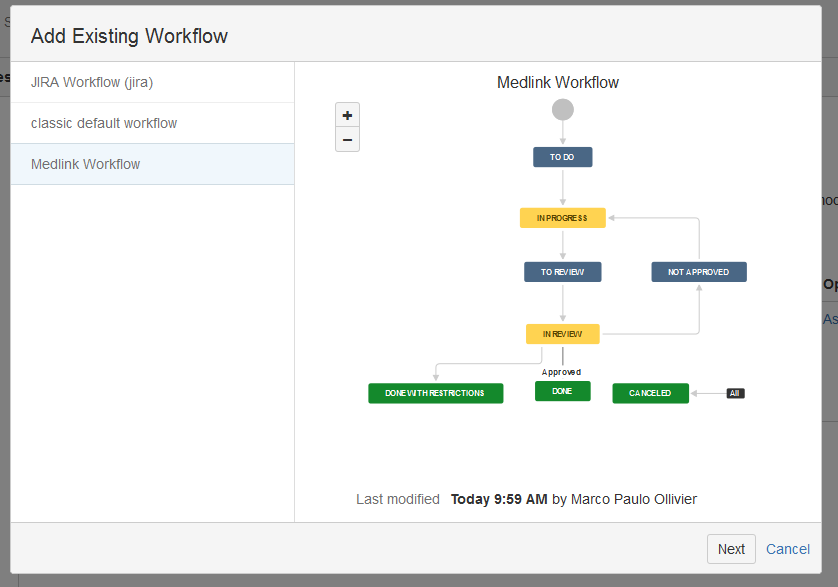 Add Existing Workflow
JIRA Workflow (jira)
classic default workflow
Medlink Workflow
Medlink Workflow
+
−
TO DO
IN PROGRESS
TO REVIEW
NOT APPROVED
IN REVIEW
Approved
DONE WITH RESTRICTIONS
DONE
CANCELED
All
Last modified Today 9:59 AM by Marco Paulo Ollivier
Next Cancel